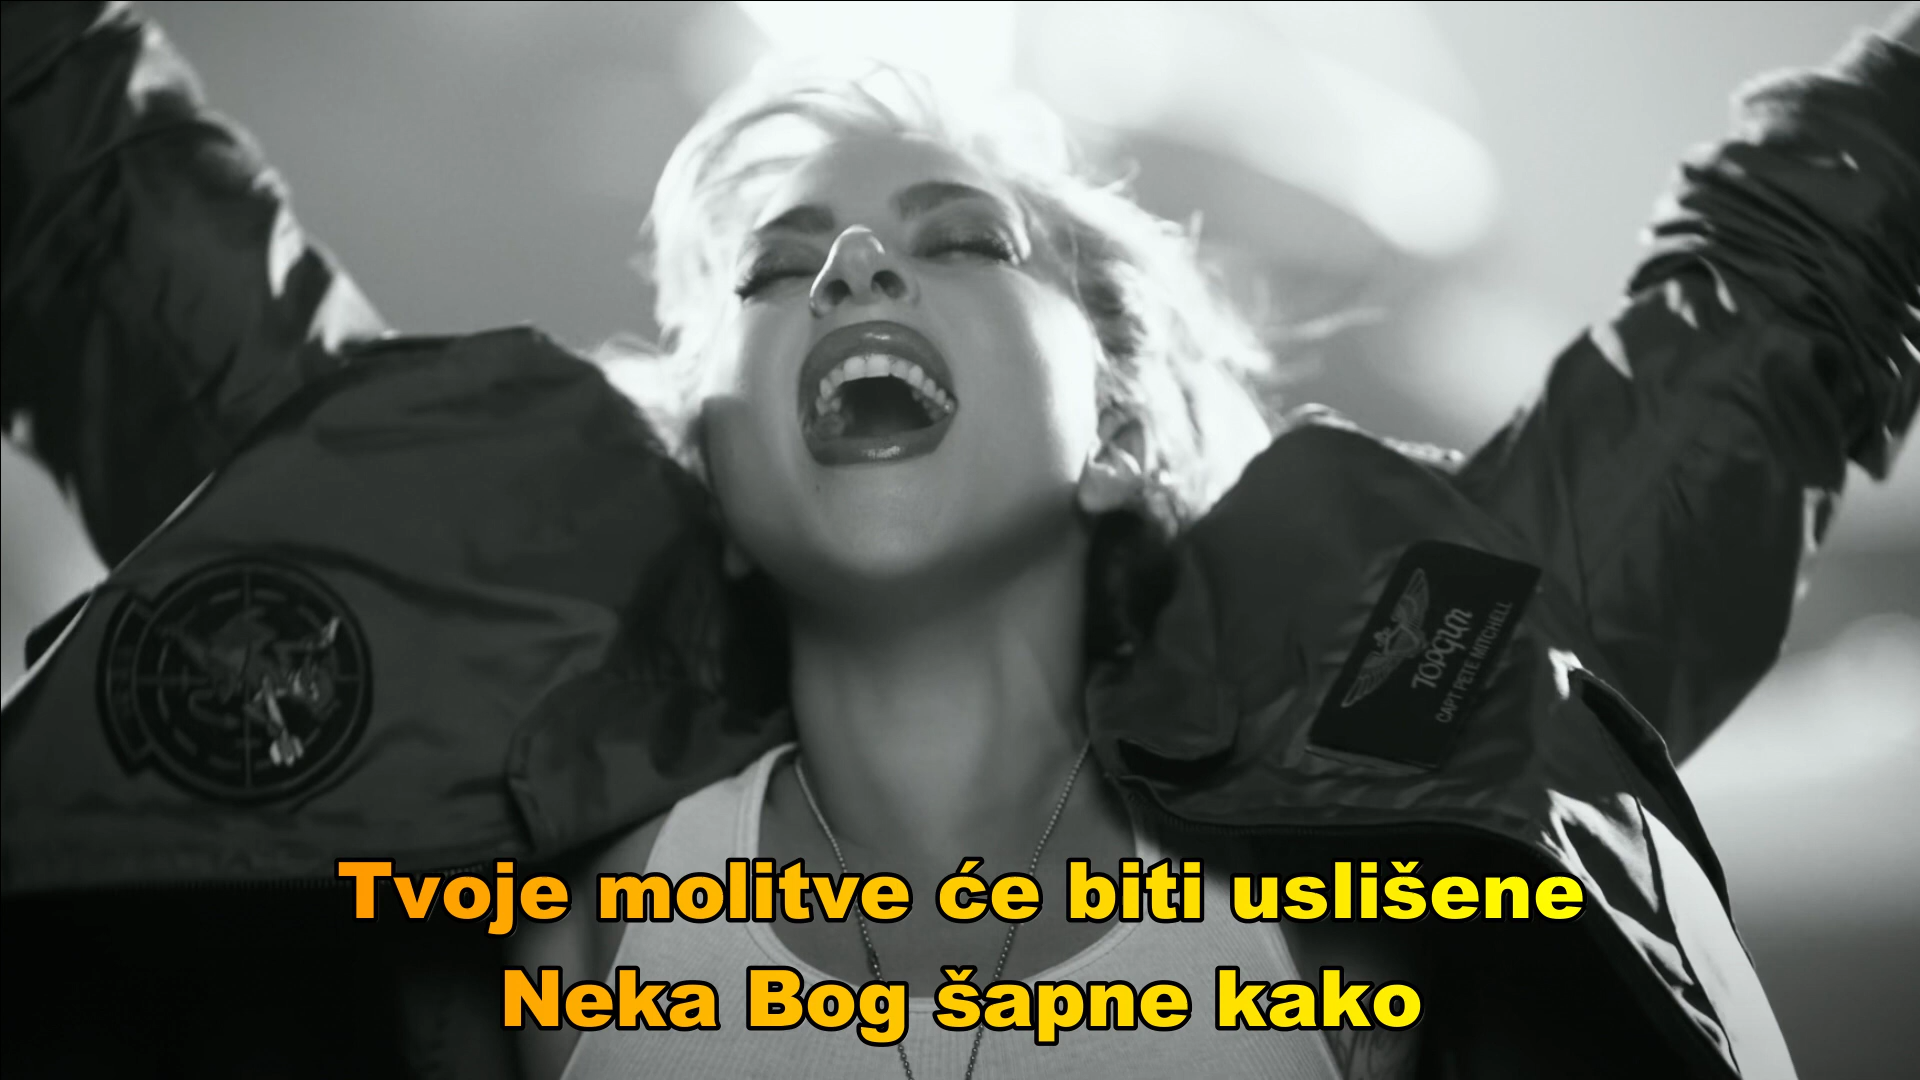 TOPGUN
CAPT PETE MITCHELL
Tvoje molitve će biti uslišene
Neka Bog šapne kako